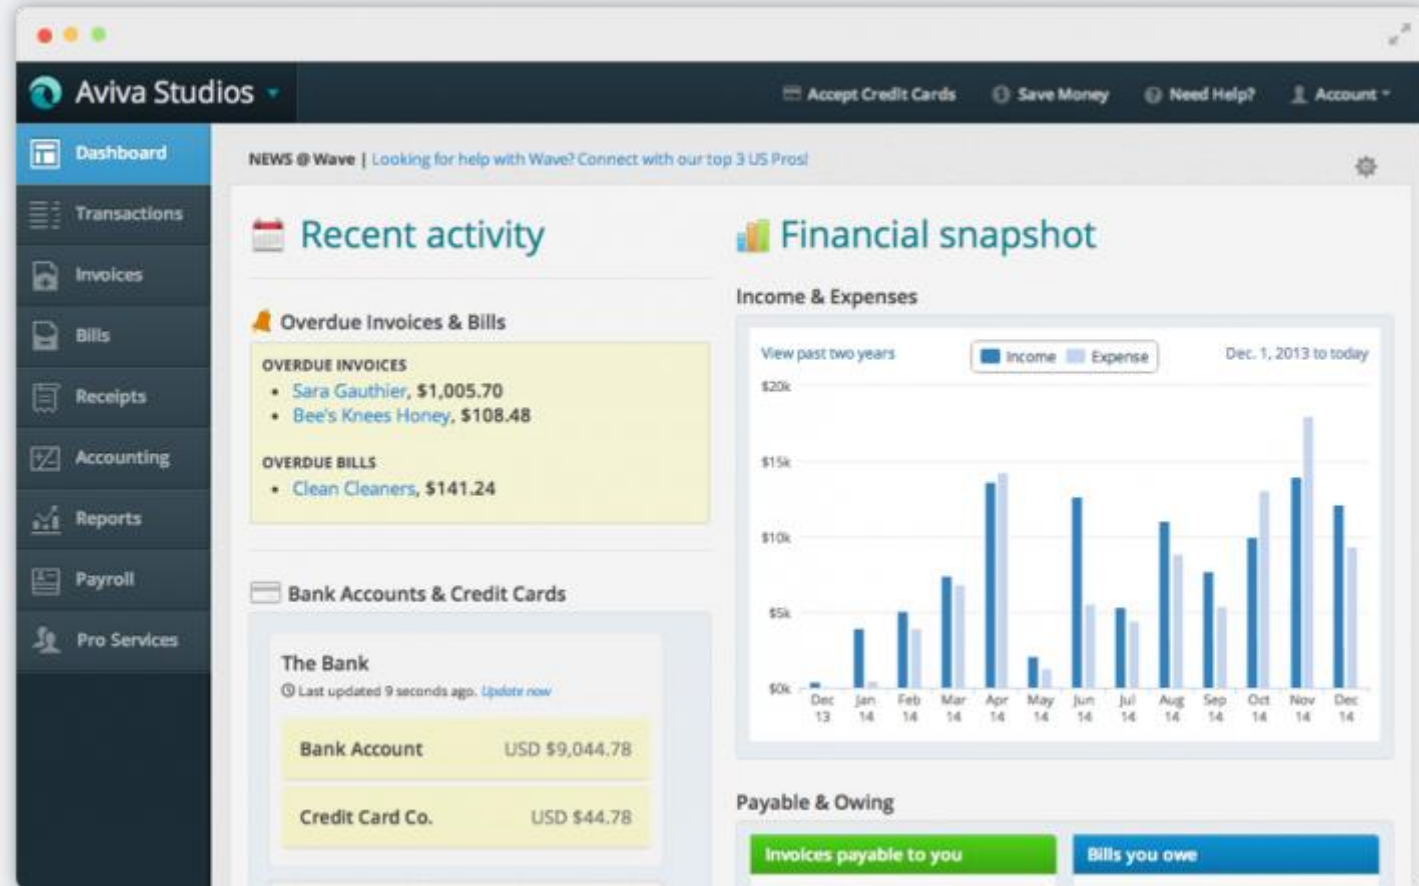 Aviva Studios
Accept Credit Cards
Save Money
Need Help?
Account
Dashboard
Transactions
Invoices
Bills
Receipts
Accounting
Reports
Payroll
Pro Services
NEWS @ Wave | Looking for help with Wave? Connect with our top 3 US Pros!
Recent activity
Overdue Invoices & Bills
OVERDUE INVOICES
• Sara Gauthier, $1,005.70
• Bee's Knees Honey, $108.48
OVERDUE BILLS
• Clean Cleaners, $141.24
Bank Accounts & Credit Cards
The Bank
Last updated 9 seconds ago. Update now
Bank Account USD $9,044.78
Credit Card Co. USD $44.78
Financial snapshot
Income & Expenses
View past two years
Income Expense
Dec. 1, 2013 to today
$20k
$15k
$10k
$5k
$0k
Dec Jan Feb Mar Apr May Jun Jul Aug Sep Oct Nov Dec
13 14 14 14 14 14 14 14 14 14 14 14 14
Payable & Owing
Invoices payable to you
Bills you owe